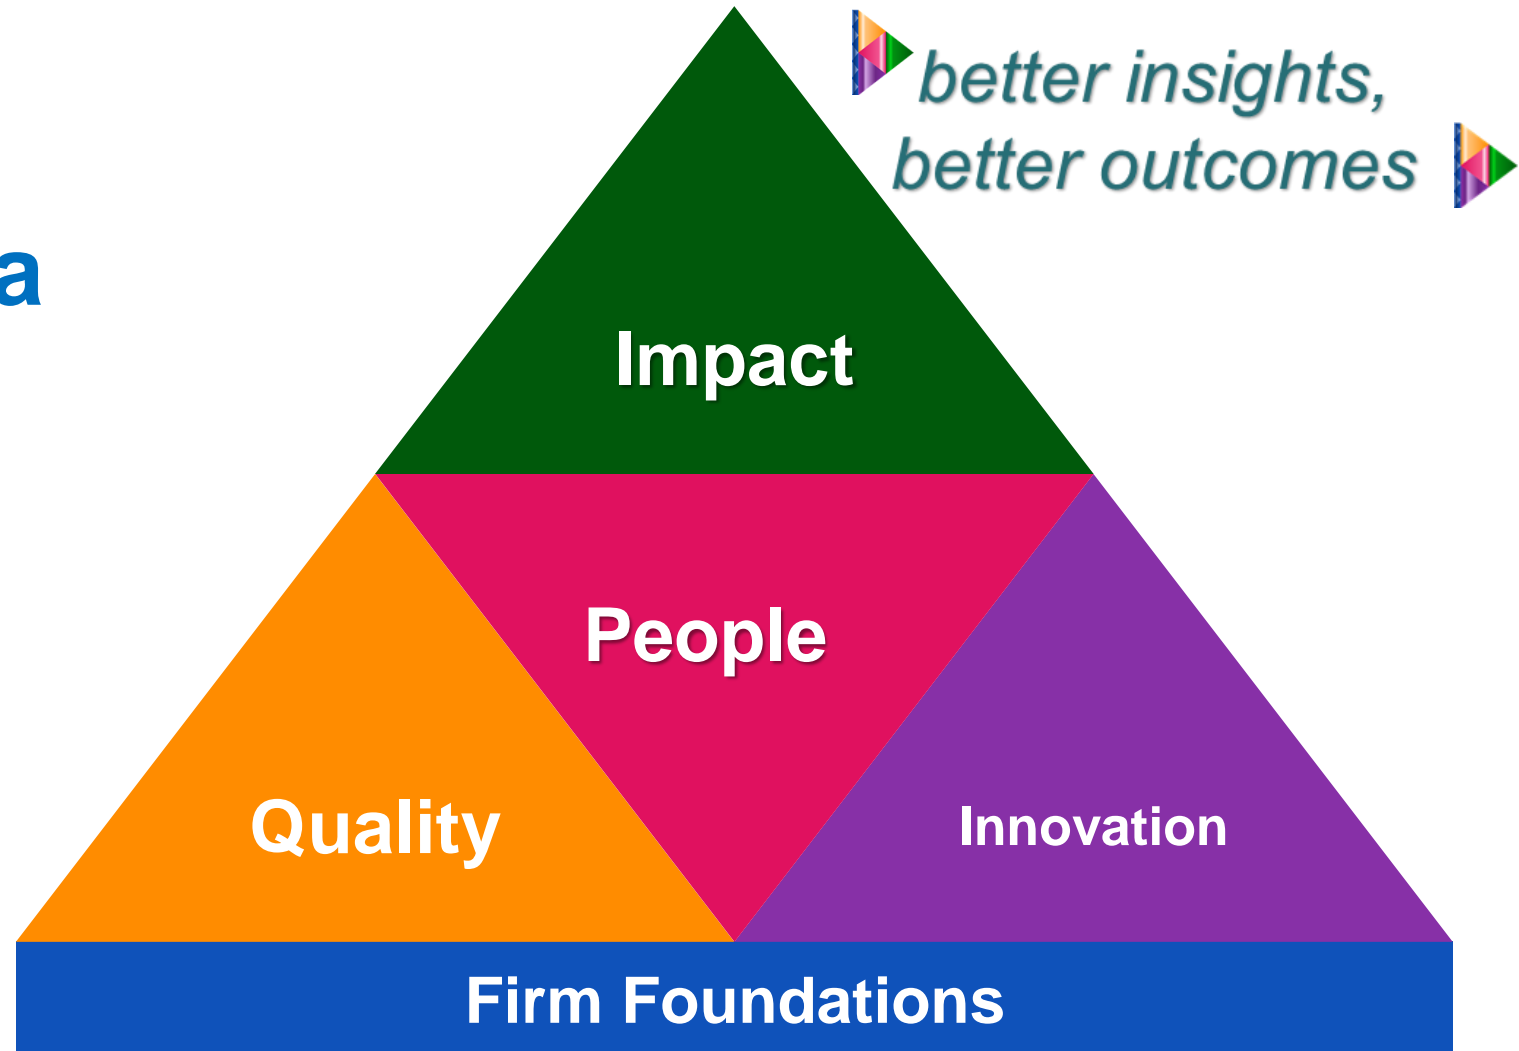 better insights,
better outcomes
a
Impact
People
Quality
Innovation
Firm Foundations